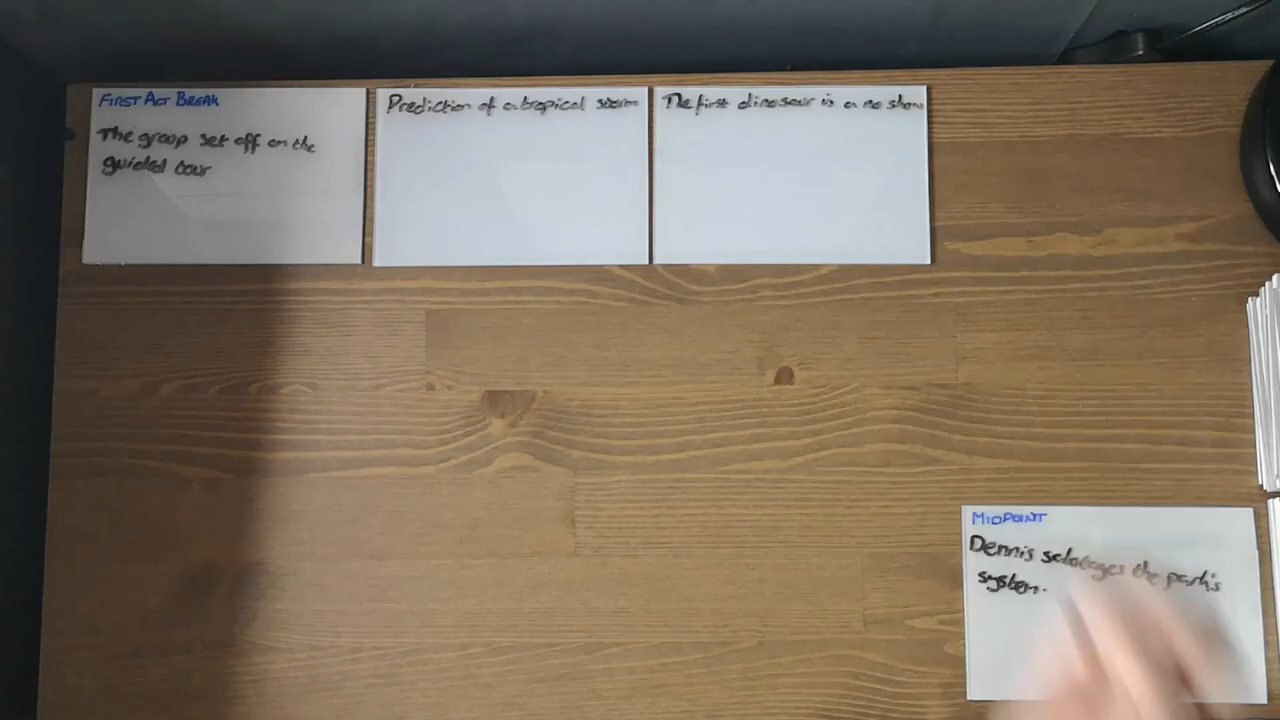 FIRST ACT BREAK
The group set off on the
guided tour
Prediction of a tropical storm
The first dinosaur is a no show
MIDPOINT
Dennis sabotages the park's
system.